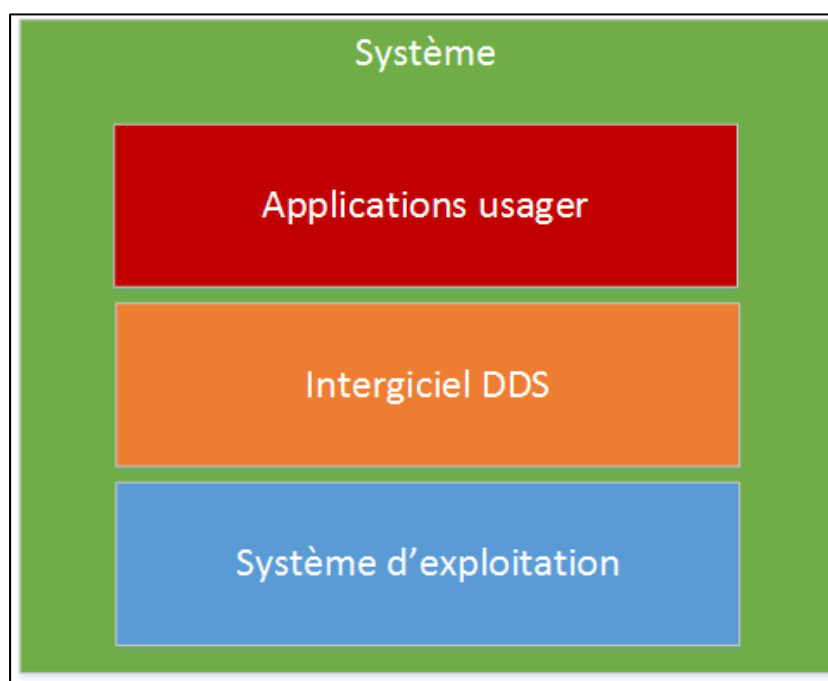 Système
Applications usager
Intergiciel DDS
Système d’exploitation